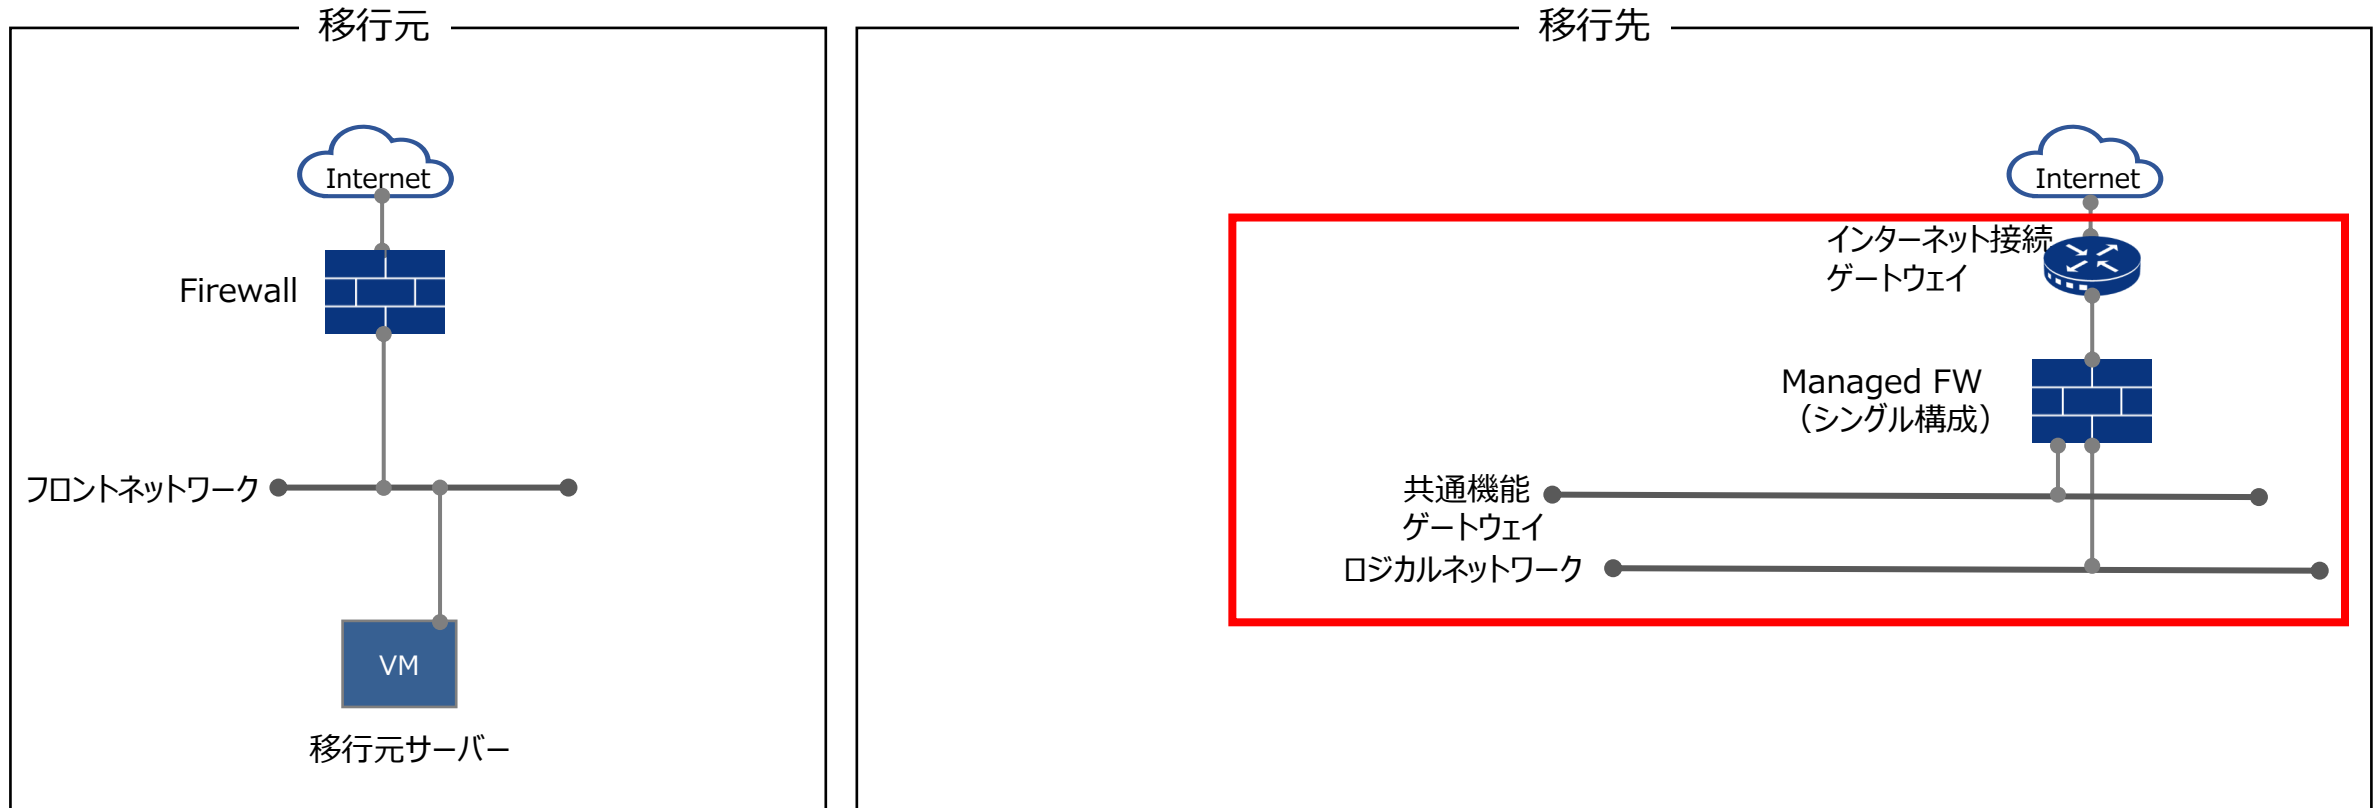 移行元
Internet
Firewall
フロントネットワーク
VM
移行元サーバー
移行先
Internet
インターネット接続
ゲートウェイ
Managed FW
（シングル構成）
共通機能
ゲートウェイ
ロジカルネットワーク